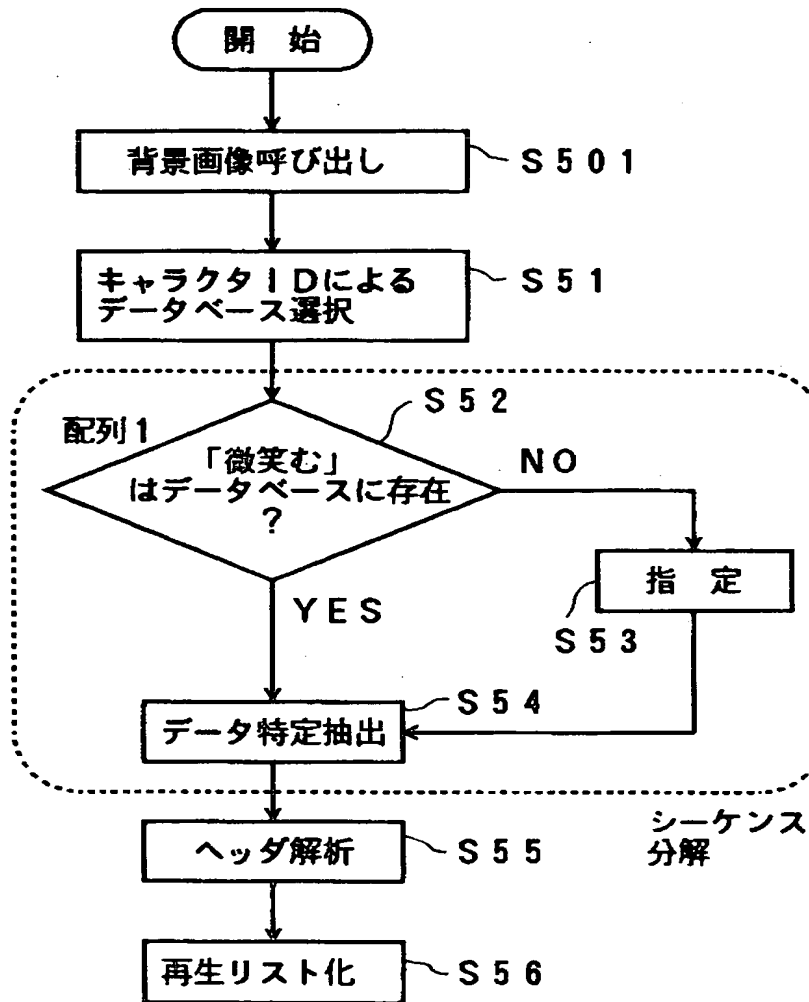 開 始
背景画像呼び出し
S501
キャラクタIDによる
データベース選択
S51
S52
配列1
「微笑む」
はデータベースに存在
?
NO
YES
指 定
S53
S54
データ特定抽出
シーケンス
分解
ヘッダ解析
S55
再生リスト化
S56